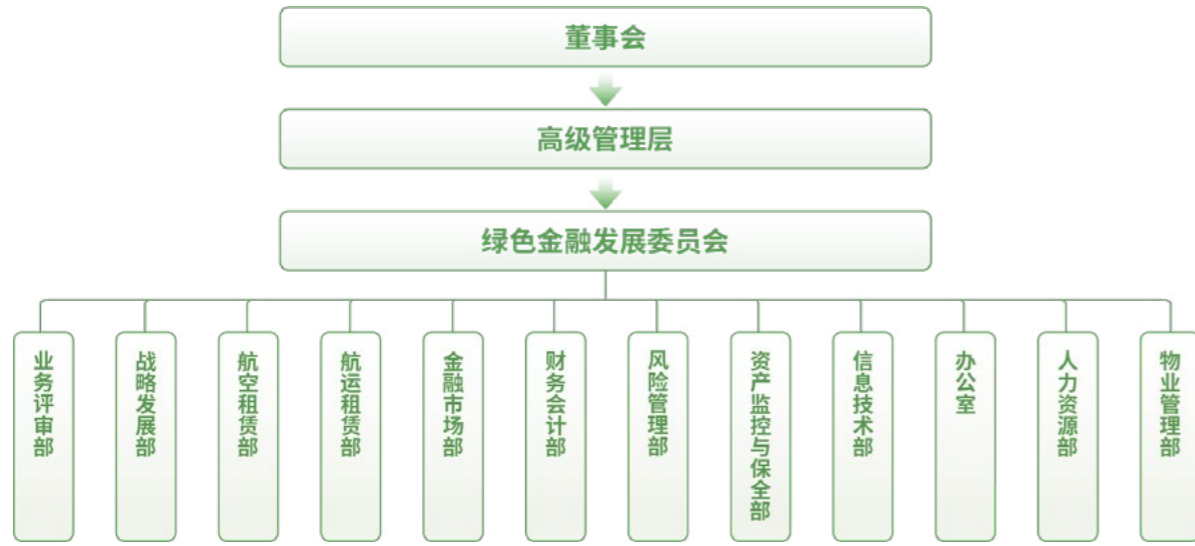 董事会
高级管理层
绿色金融发展委员会
业务评审部
战略发展部
航空租赁部
航运租赁部
金融市场部
财务会计部
风险管理部
资产监控与保全部
信息技术部
办公室
人力资源部
物业管理部